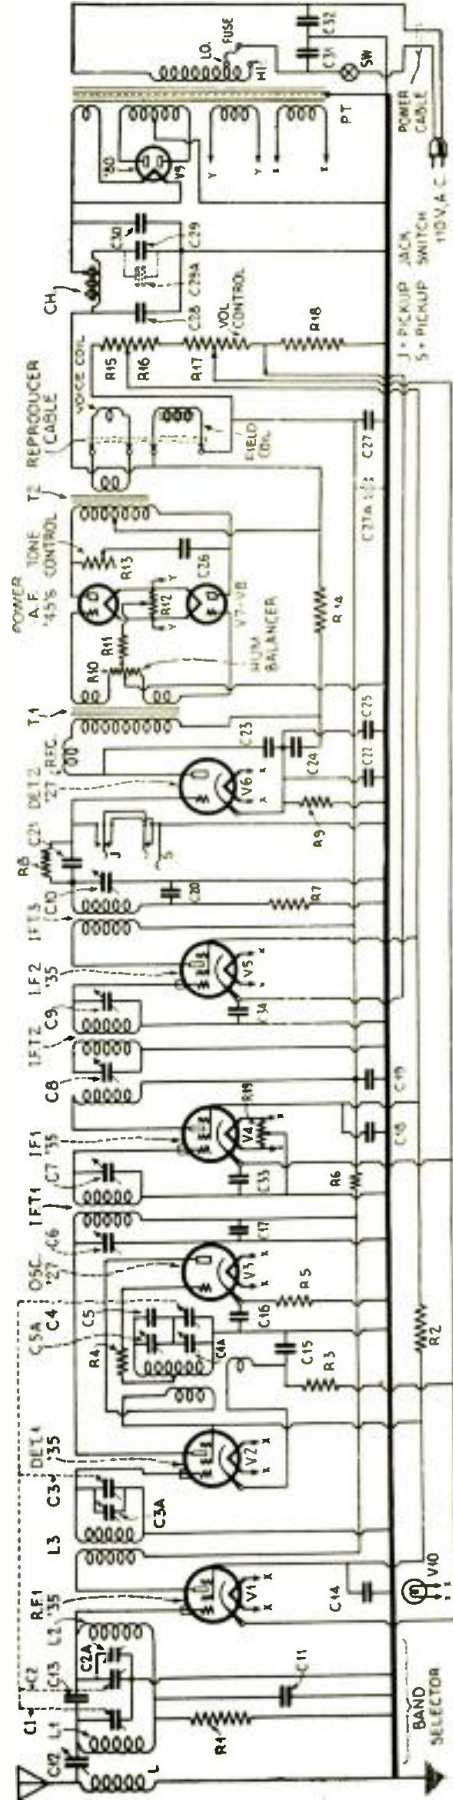 C12
L1
C1
C2
C13
L2
RF.1
'35
C2A
L3
C3
C3A
DET.1
'35
C5A
C4
C5
OSC.
'27
C6
I.F.T.1
C7
I.F.1
'35
C8
I.F.T.2
C9
I.F.2
'35
I.F.T.3
C10
R8
C21
DET.2
'27
R.F.C.
T1
POWER
A.F.
'45'S
TONE
CONTROL
T2
REPRODUCER
CABLE
VOICE COIL
CH
'80
LO.
FUSE
HI
C32
C31
SW
L
R1
C11
V1
C14
V2
R4
C4A
C15
R3
C16
V3
R5
C17
C33
V4
R19
R6
C18
C19
C34
V5
C20
R7
J
S
V6
R9
C23
C24
C22
C25
R10
R11
R12
HUM
BALANCER
V7-V8
R13
C26
R14
FIELD
COIL
C27A
C27
R15
R16
R17
VOL
CONTROL
R18
C28
C29A
C29
C30
V9
PT
POWER
CABLE
110 V., A.C.
J = PICKUP JACK
S = PICKUP SWITCH
R2
V10
BAND
SELECTOR
X
Y